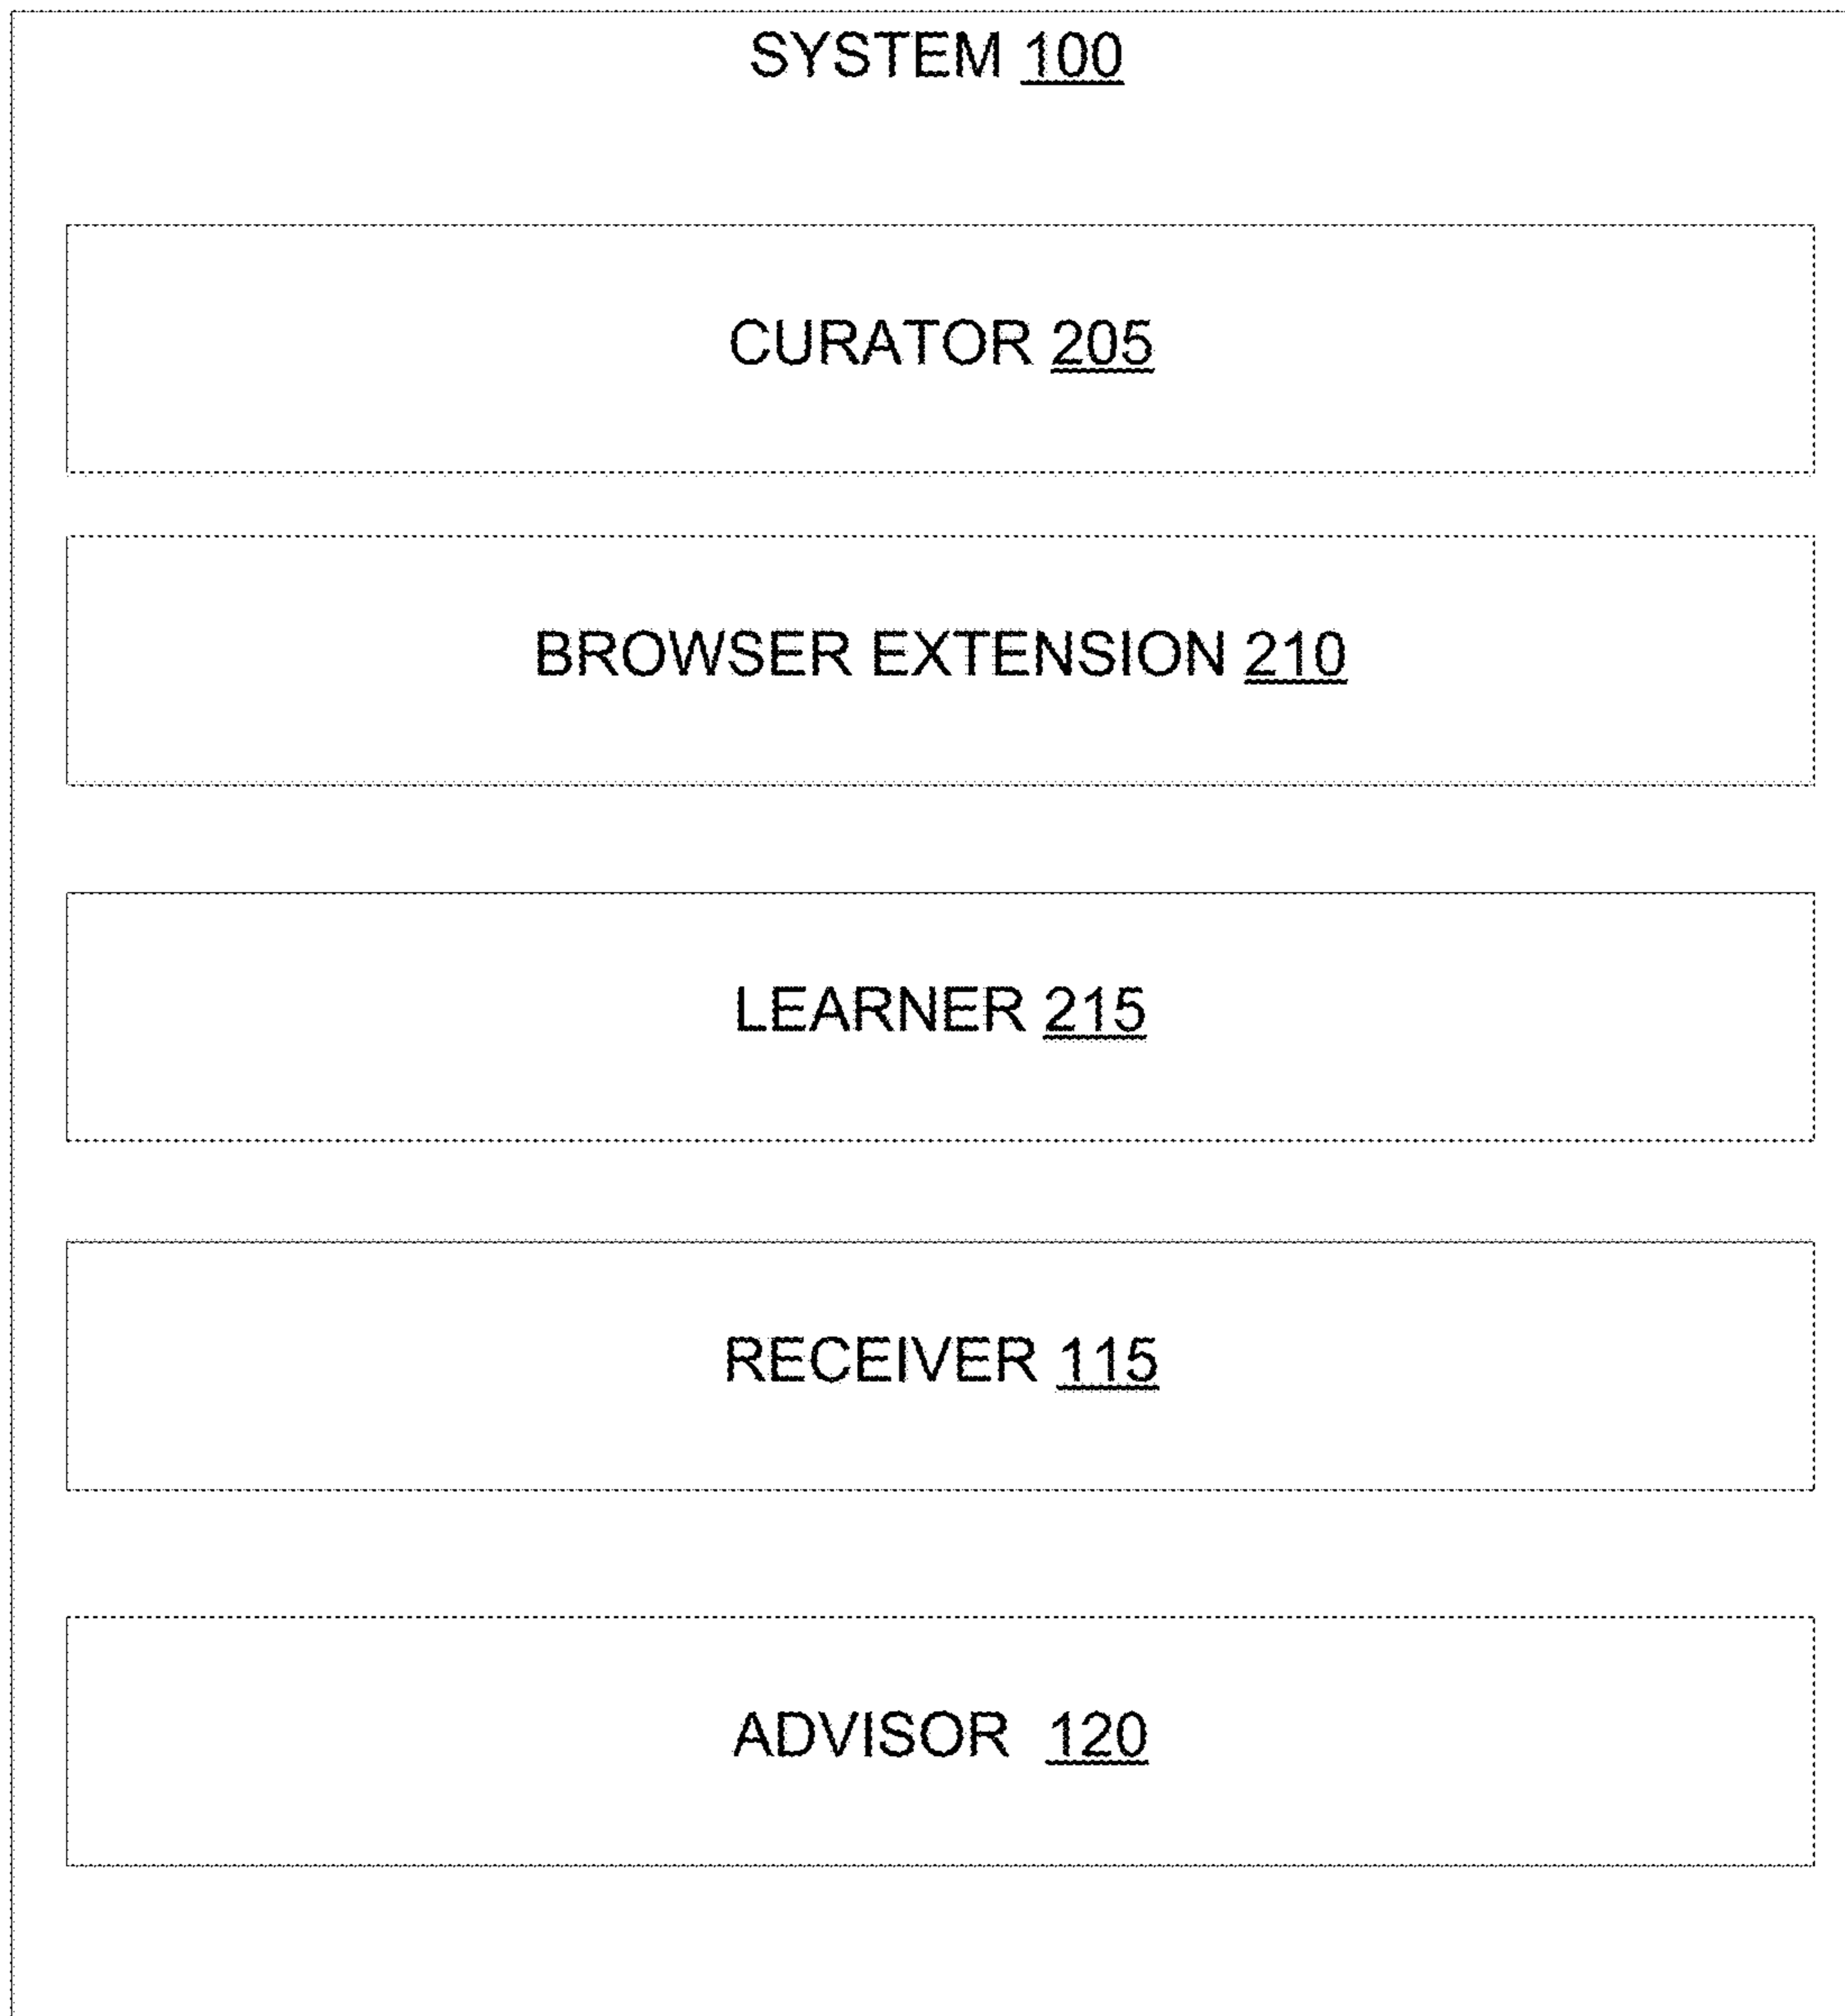 SYSTEM 100
CURATOR 205
BROWSER EXTENSION 210
LEARNER 215
RECEIVER 115
ADVISOR 120